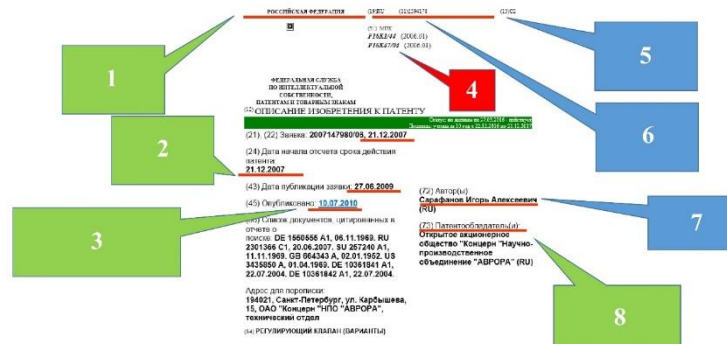 РОССИЙСКАЯ ФЕДЕРАЦИЯ
(19) RU
(13) C2
(51) МПК
F16K1/44 (2006.01)
F16K47/04 (2006.01)
ФЕДЕРАЛЬНАЯ СЛУЖБА
ПО ИНТЕЛЛЕКТУАЛЬНОЙ
СОБСТВЕННОСТИ,
ПАТЕНТАМ И ТОВАРНЫМ ЗНАКАМ
(12) ОПИСАНИЕ ИЗОБРЕТЕНИЯ К ПАТЕНТУ
(21), (22) Заявка: 2007147980/06, 21.12.2007
(24) Дата начала отсчета срока действия
патента:
21.12.2007
(43) Дата публикации заявки: 27.06.2009
(45) Опубликовано: 10.07.2010
Список документов, цитированных в
отчете о
поиске: DE 1550555 A1, 06.11.1969. RU
2301366 C1, 20.06.2007. SU 257240 A1,
11.11.1969. GB 664343 A, 02.01.1952. US
3435850 A, 01.04.1969. DE 10361841 A1,
22.07.2004. DE 10361842 A1, 22.07.2004.
Адрес для переписки:
194021, Санкт-Петербург, ул. Карбышева,
15, ОАО "Концерн "НПО "АВРОРА",
технический отдел
(72) Автор(ы)
Сарафанов Игорь Алексеевич
(RU)
(73) Патентообладатель(и):
Открытое акционерное
общество "Концерн "Научно-
производственное
объединение "АВРОРА" (RU)
(54) РЕГУЛИРУЮЩИЙ КЛАПАН (ВАРИАНТЫ)
1
2
3
4
5
6
7
8